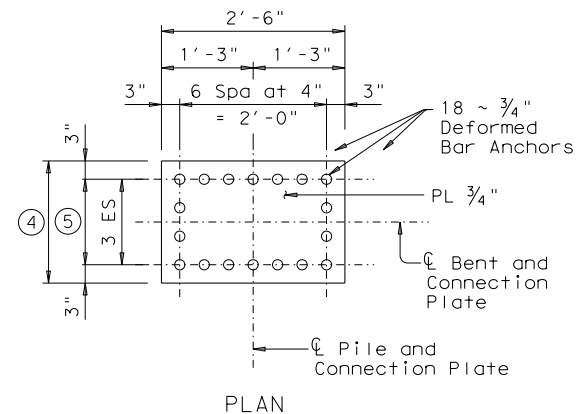 2'-6"
1'-3"
1'-3"
3"
6 Spa at 4"
= 2'-0"
3"
18 ~ ¾"
Deformed
Bar Anchors
3"
PL ¾"
4
5
3 ES
3"
℄ Bent and
Connection
Plate
℄ Pile and
Connection Plate
PLAN